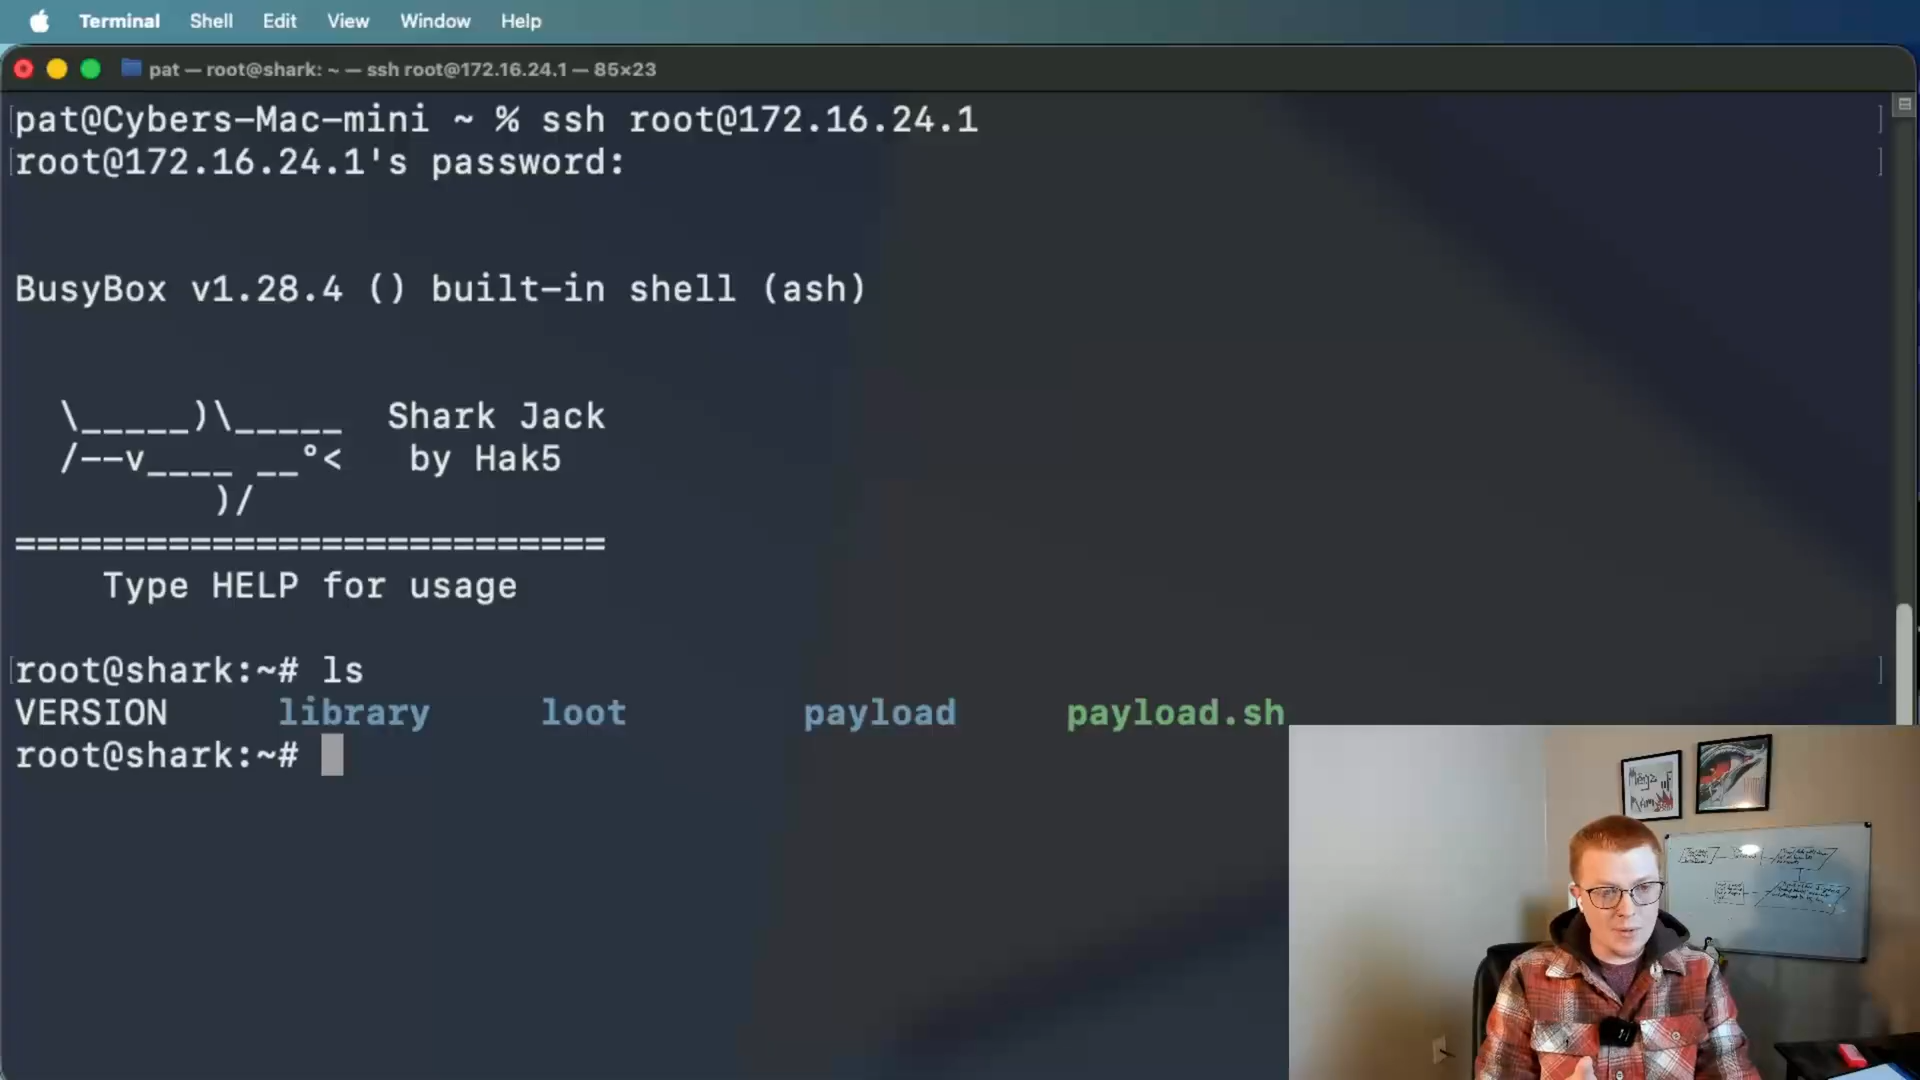 Terminal Shell Edit View Window Help
pat — root@shark: ~ — ssh root@172.16.24.1 — 85×23
pat@Cybers-Mac-mini ~ % ssh root@172.16.24.1
root@172.16.24.1's password:
BusyBox v1.28.4 () built-in shell (ash)
\_____)\_____ Shark Jack
/--v____ __°< by Hak5
)/
===========================
Type HELP for usage
root@shark:~# ls
VERSION library loot payload payload.sh
root@shark:~#